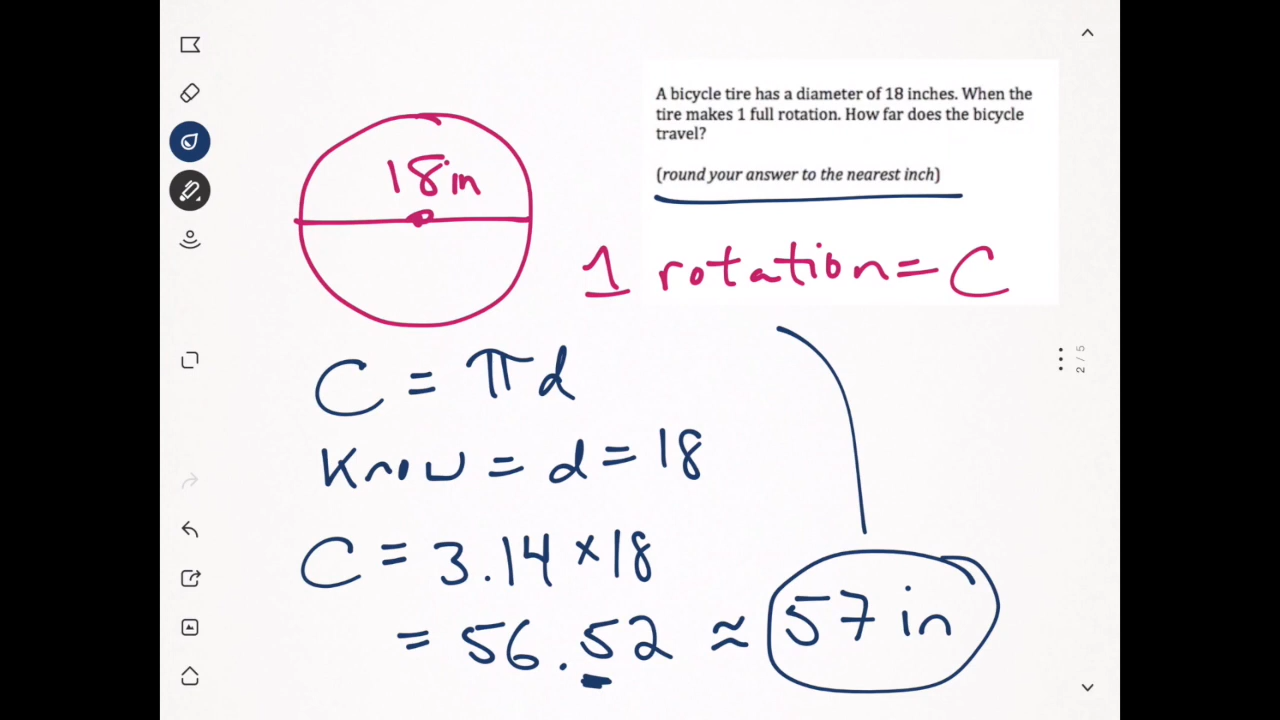 A bicycle tire has a diameter of 18 inches. When the
tire makes 1 full rotation. How far does the bicycle
travel?
(round your answer to the nearest inch)
18in
1 rotation = C
C = πd
Know = d = 18
C = 3.14 × 18
= 56.52 ≈ 57 in
2 / 5